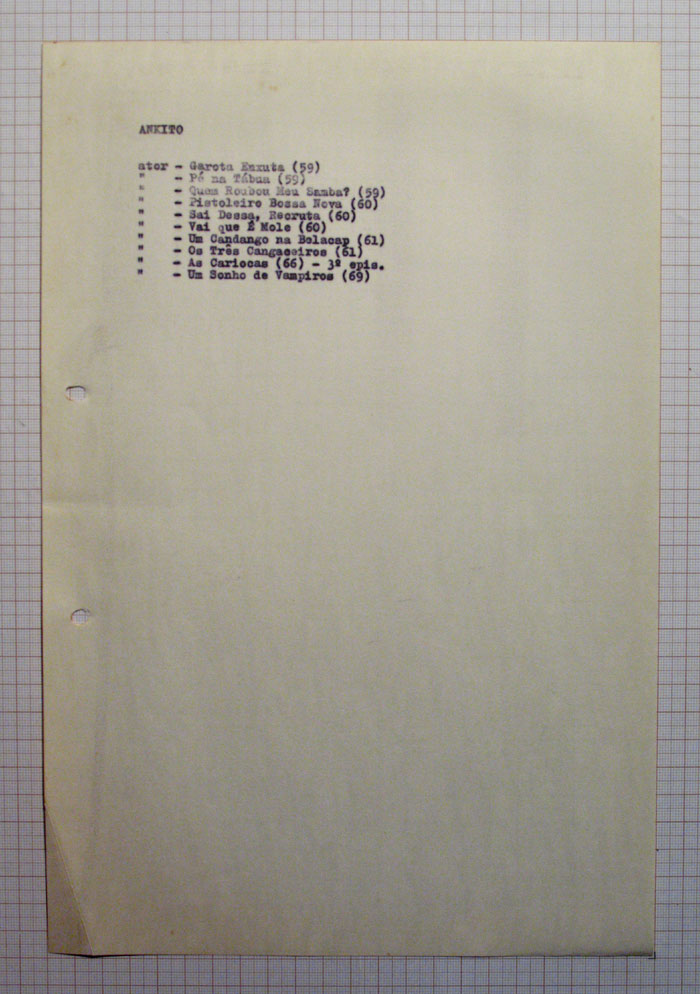 ANKITO
ator - Garota Enxuta (59)
" - Pé na Tábua (59)
" - Quem Roubou Meu Samba? (59)
" - Pistoleiro Bossa Nova (60)
" - Sai Dessa, Recruta (60)
" - Vai que É Mole (60)
" - Um Candango na Belacap (61)
" - Os Três Cangaceiros (61)
" - As Cariocas (66) - 3º epis.
" - Um Sonho de Vampiros (69)